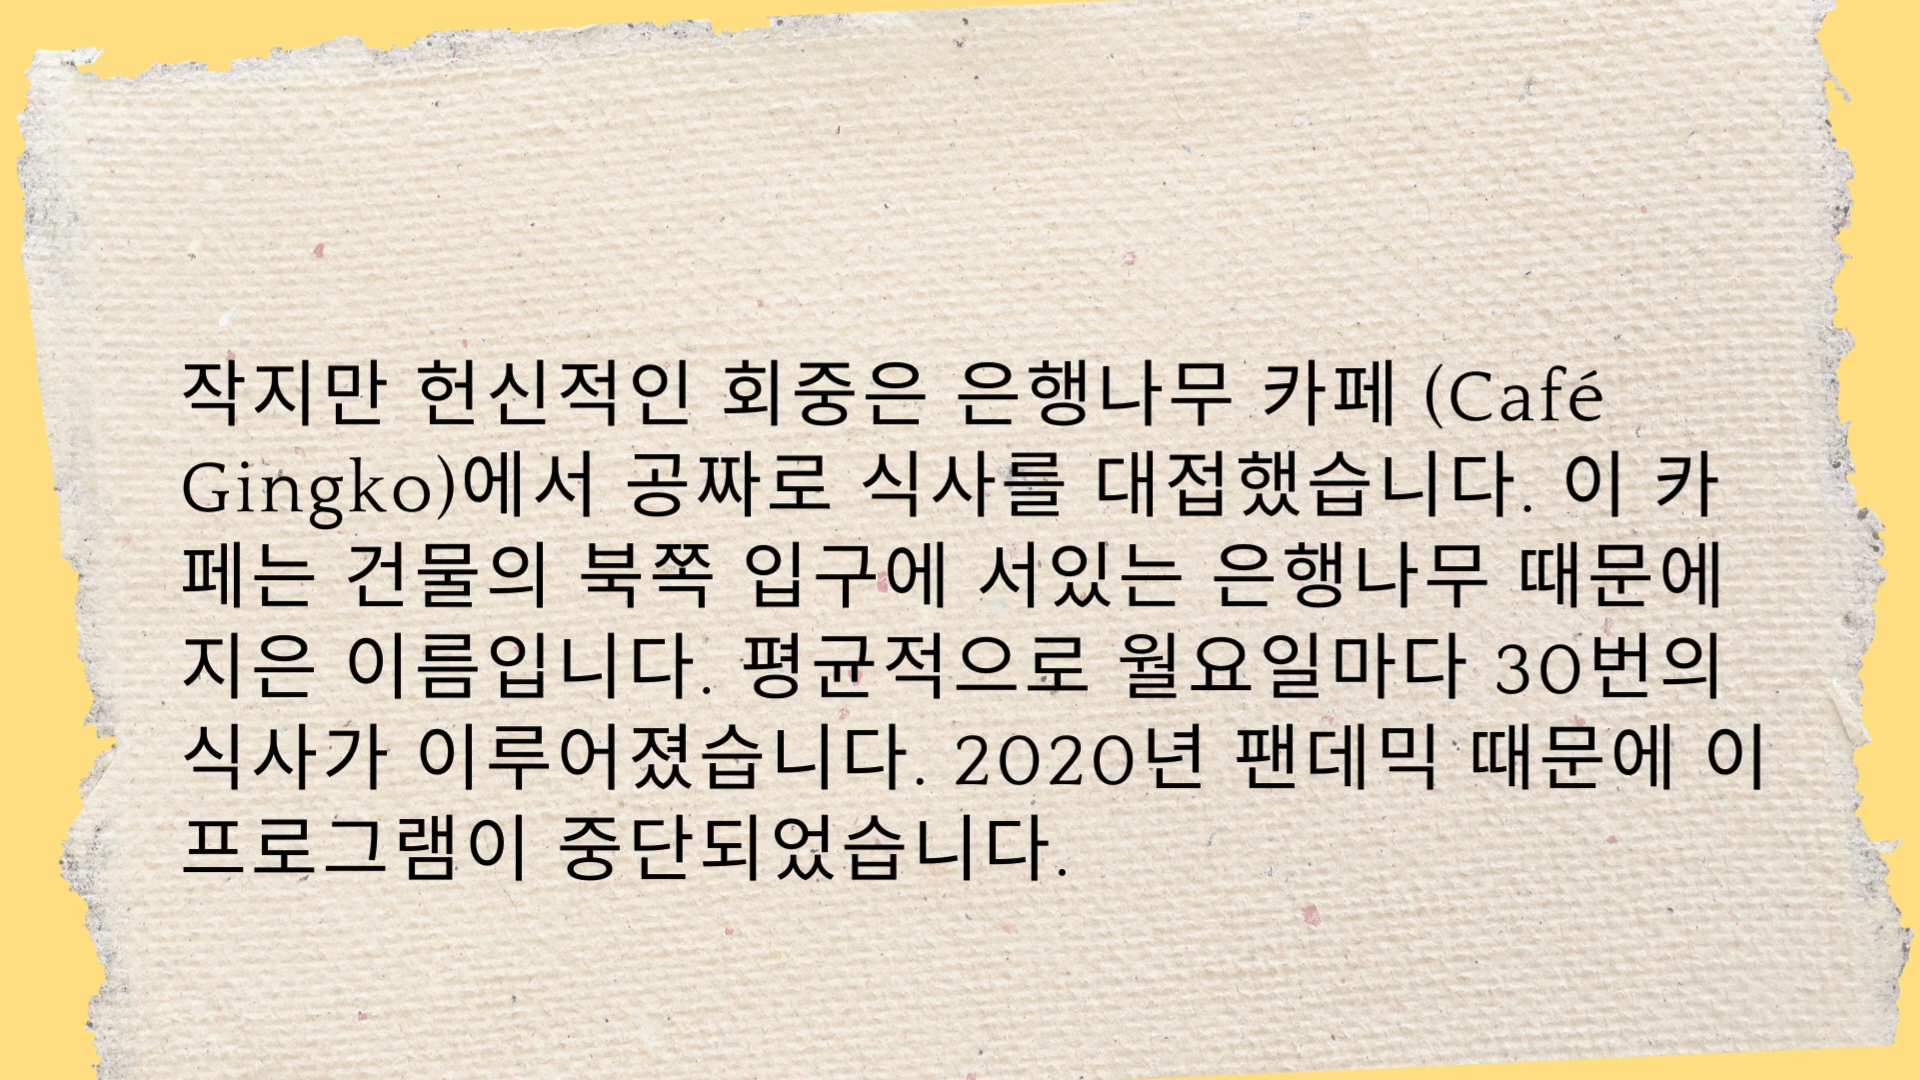 작지만 헌신적인 회중은 은행나무 카페 (Café
Gingko)에서 공짜로 식사를 대접했습니다. 이 카
페는 건물의 북쪽 입구에 서있는 은행나무 때문에
지은 이름입니다. 평균적으로 월요일마다 30번의
식사가 이루어졌습니다. 2020년 팬데믹 때문에 이
프로그램이 중단되었습니다.